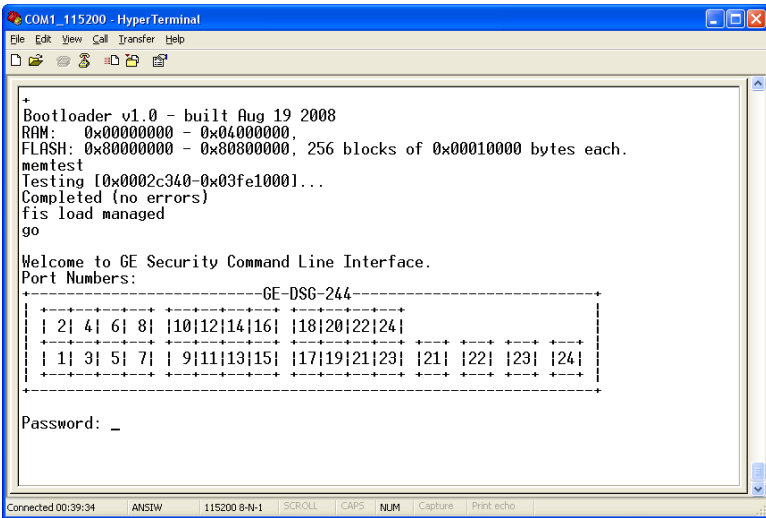 COM1_115200 - HyperTerminal
File Edit View Call Transfer Help
+
Bootloader v1.0 - built Aug 19 2008
RAM:   0x00000000 - 0x04000000,
FLASH: 0x80000000 - 0x80800000, 256 blocks of 0x00010000 bytes each.
memtest
Testing [0x0002c340-0x03fe1000]...
Completed (no errors)
fis load managed
go
Welcome to GE Security Command Line Interface.
Port Numbers:
+--------------------------GE-DSG-244---------------------------+
|  +--+--+--+--+  +--+--+--+--+  +--+--+--+--+                          |
|  | 2| 4| 6| 8|  |10|12|14|16|  |18|20|22|24|                          |
|  +--+--+--+--+  +--+--+--+--+  +--+--+--+--+  +--+  +--+  +--+  +--+  |
|  | 1| 3| 5| 7|  | 9|11|13|15|  |17|19|21|23|  |21|  |22|  |23|  |24|  |
|  +--+--+--+--+  +--+--+--+--+  +--+--+--+--+  +--+  +--+  +--+  +--+  |
+---------------------------------------------------------------+
Password: _
Connected 00:39:34 ANSIW 115200 8-N-1 SCROLL CAPS NUM Capture Print echo